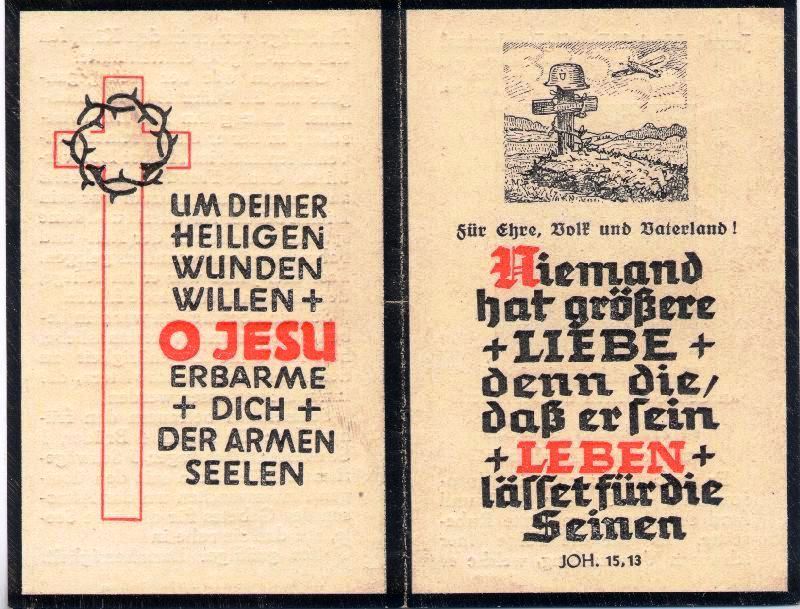 UM DEINER
HEILIGEN
WUNDEN
WILLEN +
O JESU
ERBARME
+ DICH +
DER ARMEN
SEELEN
Für Ehre, Volk und Vaterland!
Niemand
hat größere
+ LIEBE +
denn die,
daß er sein
+ LEBEN +
lässet für die
Seinen
JOH. 15,13